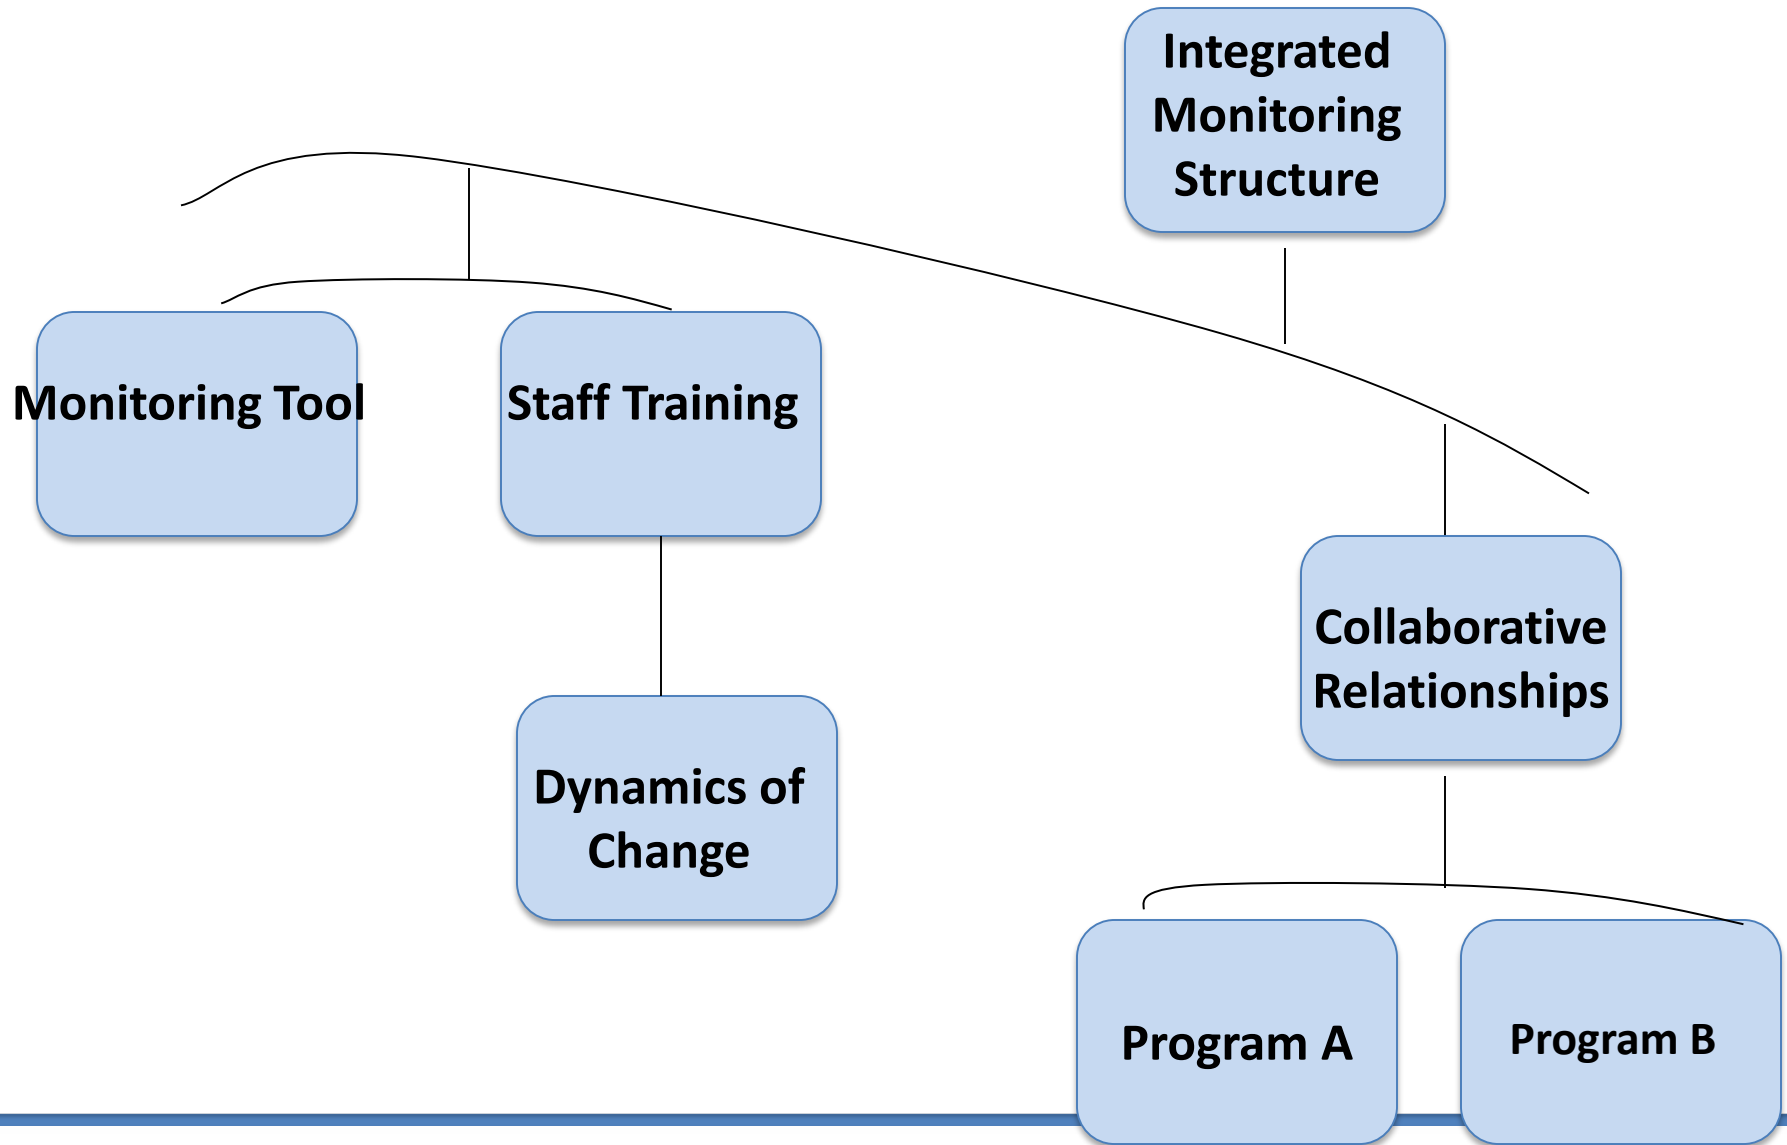 Integrated
Monitoring
Structure
Monitoring Tool
Staff Training
Collaborative
Relationships
Dynamics of
Change
Program A
Program B